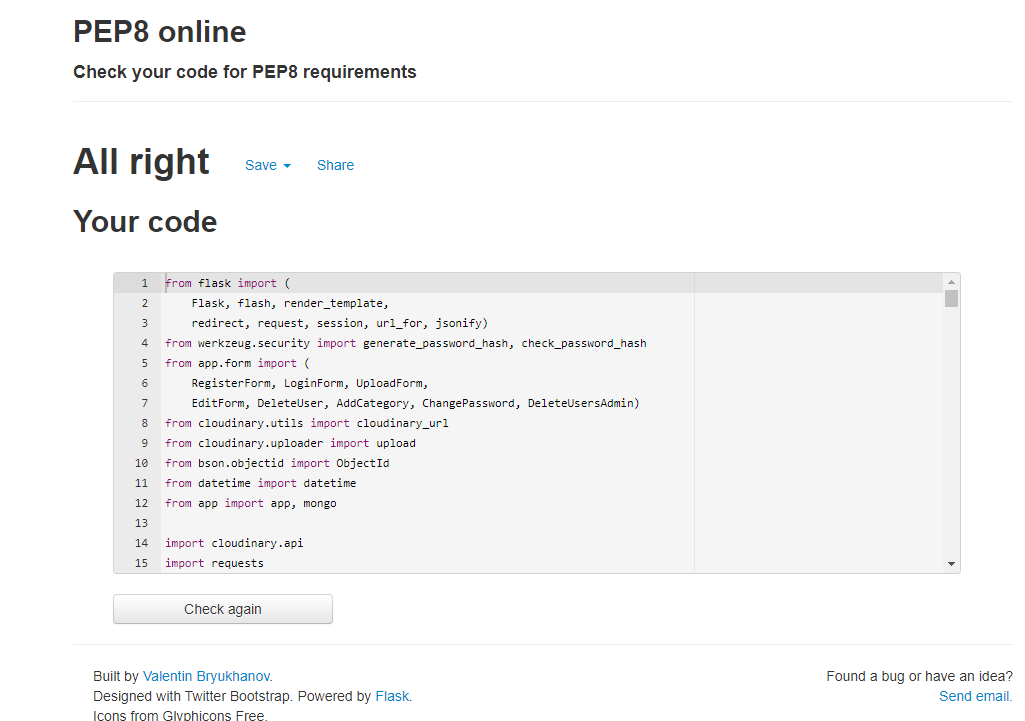 PEP8 online
Check your code for PEP8 requirements
All right Save Share
Your code
1 from flask import (
2 Flask, flash, render_template,
3 redirect, request, session, url_for, jsonify)
4 from werkzeug.security import generate_password_hash, check_password_hash
5 from app.form import (
6 RegisterForm, LoginForm, UploadForm,
7 EditForm, DeleteUser, AddCategory, ChangePassword, DeleteUsersAdmin)
8 from cloudinary.utils import cloudinary_url
9 from cloudinary.uploader import upload
10 from bson.objectid import ObjectId
11 from datetime import datetime
12 from app import app, mongo
13
14 import cloudinary.api
15 import requests
Check again
Built by Valentin Bryukhanov.
Designed with Twitter Bootstrap. Powered by Flask.
Icons from Glyphicons Free.
Found a bug or have an idea?
Send email.